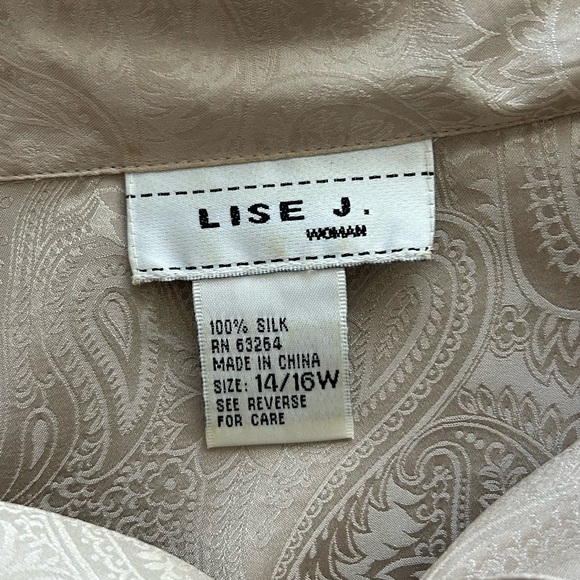 LISE J.
WOMAN
100% SILK
RN 63264
MADE IN CHINA
SIZE: 14/16W
SEE REVERSE
FOR CARE